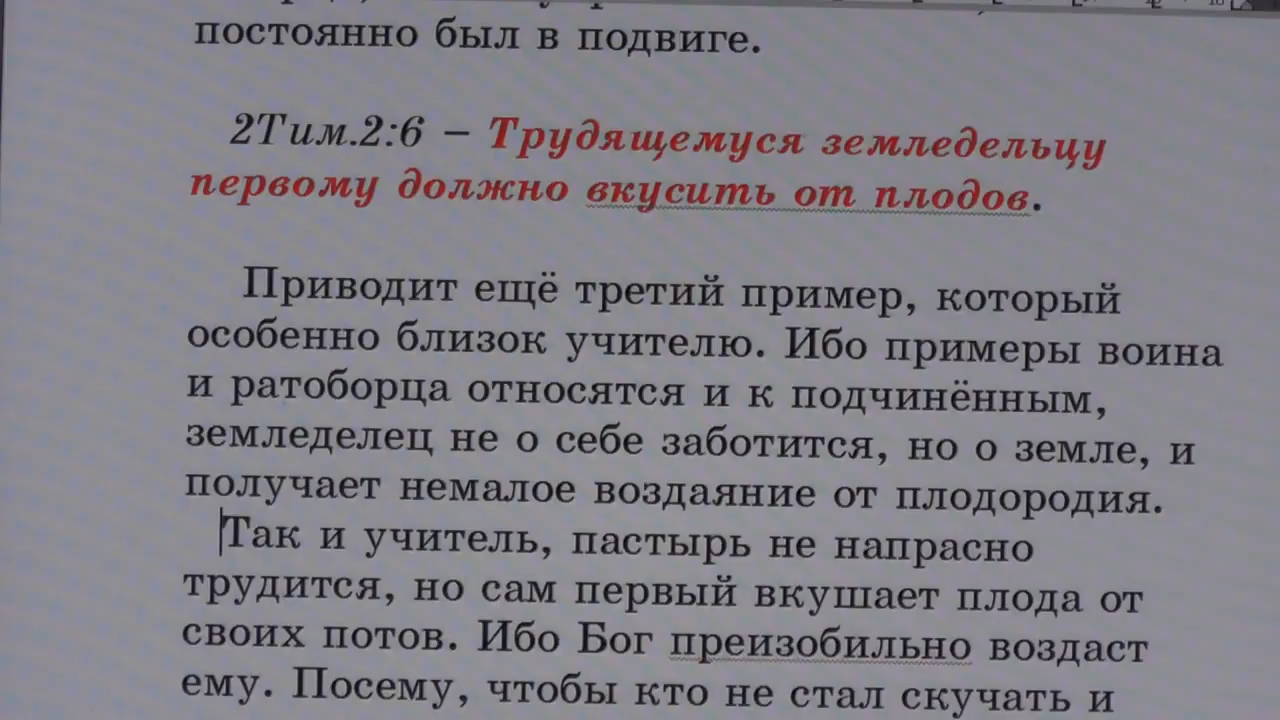 постоянно был в подвиге.
2Тим.2:6 – Трудящемуся земледельцу
первому должно вкусить от плодов.
Приводит ещё третий пример, который
особенно близок учителю. Ибо примеры воина
и ратоборца относятся и к подчинённым,
земледелец не о себе заботится, но о земле, и
получает немалое воздаяние от плодородия.
Так и учитель, пастырь не напрасно
трудится, но сам первый вкушает плода от
своих потов. Ибо Бог преизобильно воздаст
ему. Посему, чтобы кто не стал скучать и